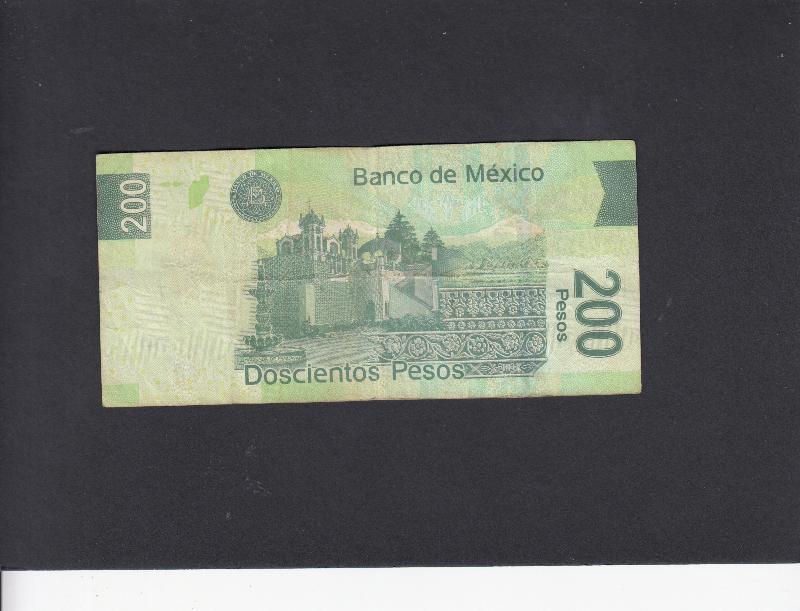 Banco de México
200
200
Pesos
Doscientos Pesos